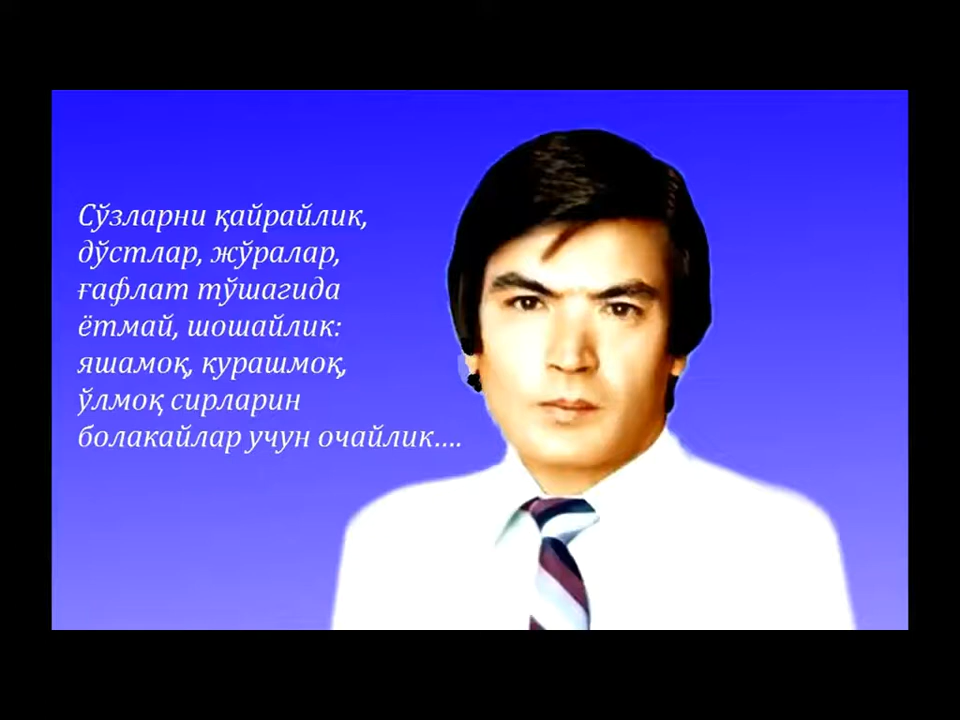 Сўзларни қайрайлик,
дўстлар, жўралар,
ғафлат тўшагида
ётмай, шошайлик:
яшамоқ, курашмоқ,
ўлмоқ сирларин
болакайлар учун очайлик....